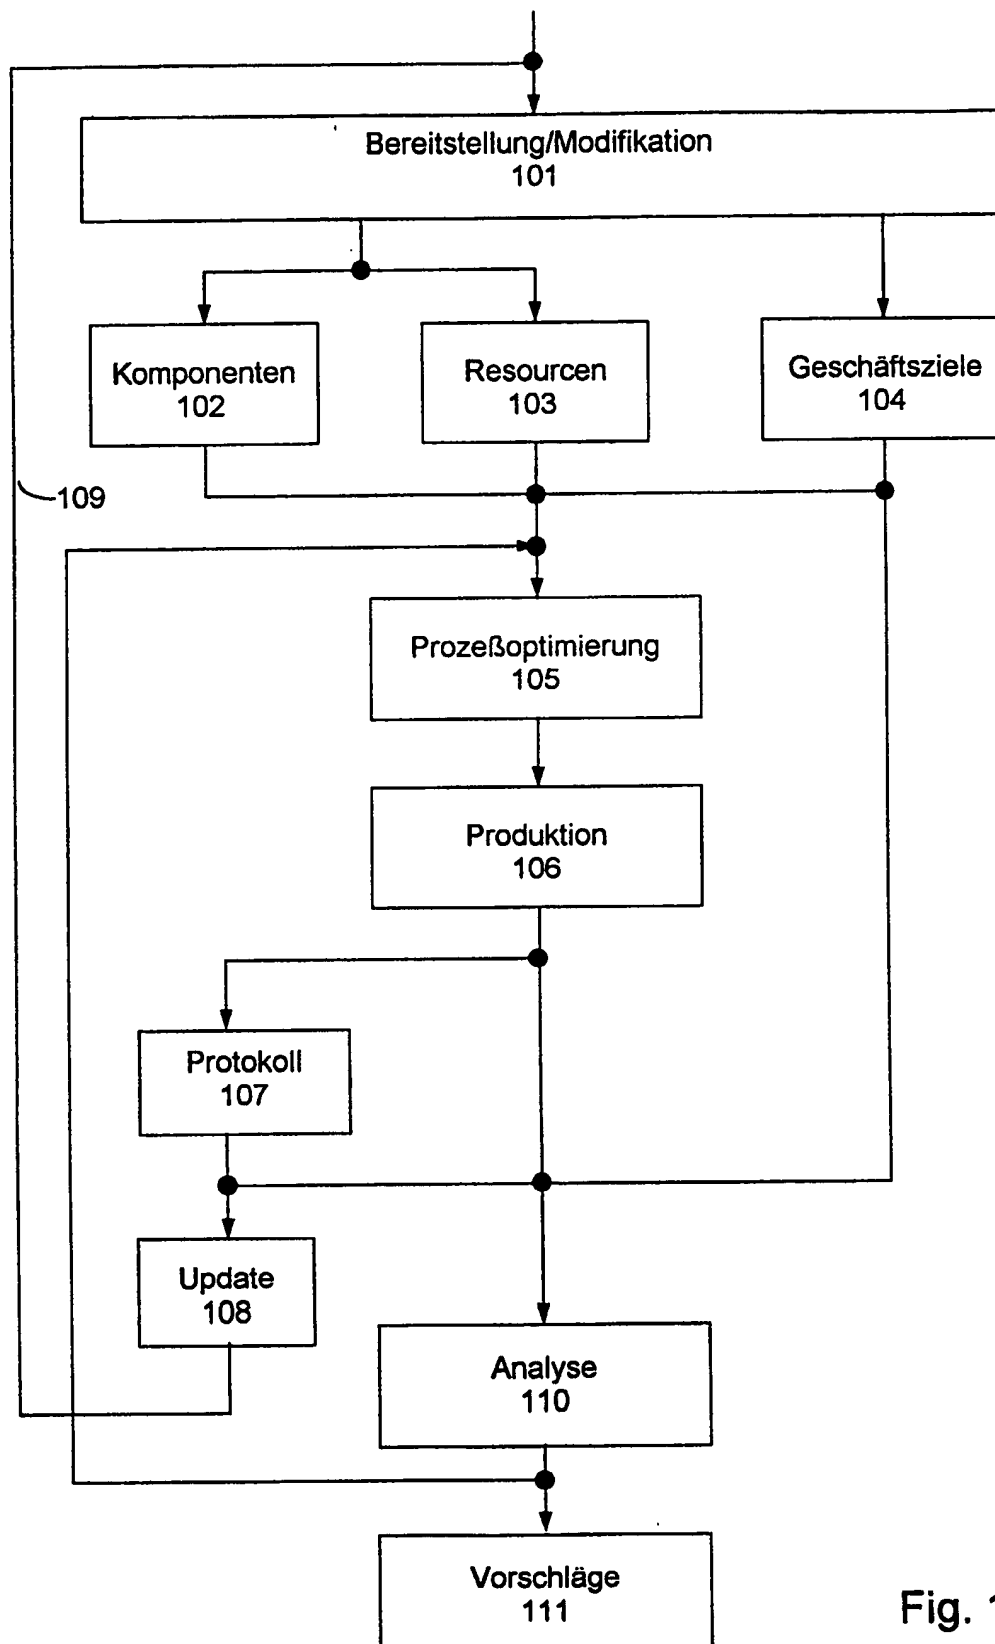 Bereitstellung/Modifikation
101
Komponenten
102
Resourcen
103
Geschäftsziele
104
109
Prozeßoptimierung
105
Produktion
106
Protokoll
107
Update
108
Analyse
110
Vorschläge
111
Fig. 1